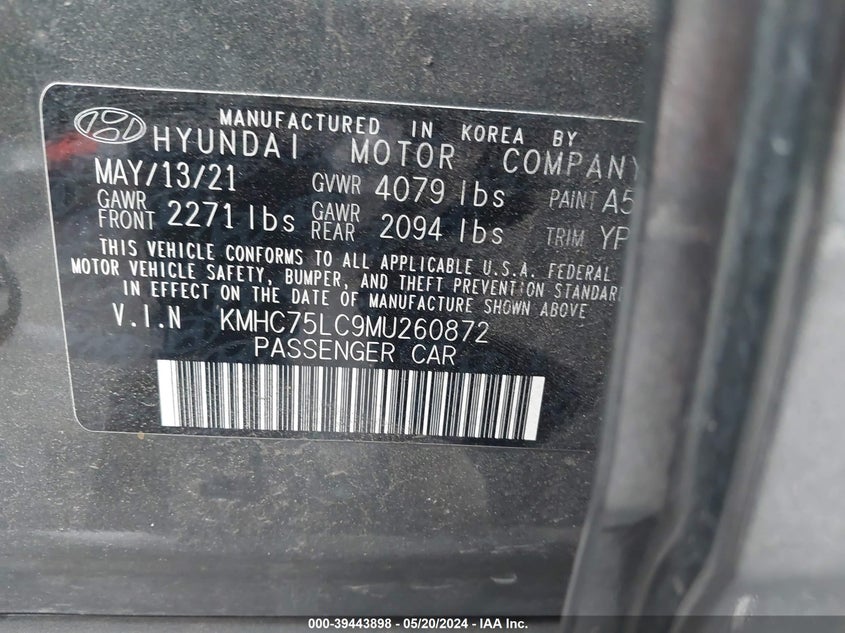 MANUFACTURED IN KOREA BY
HYUNDAI MOTOR COMPANY
MAY/13/21 GVWR 4079 lbs PAINT A5
GAWR FRONT 2271 lbs GAWR REAR 2094 lbs TRIM YP
THIS VEHICLE CONFORMS TO ALL APPLICABLE U.S.A. FEDERAL
MOTOR VEHICLE SAFETY, BUMPER, AND THEFT PREVENTION STANDAR
IN EFFECT ON THE DATE OF MANUFACTURE SHOWN ABOVE
V.I.N KMHC75LC9MU260872
PASSENGER CAR
000-39443898 - 05/20/2024 - IAA Inc.